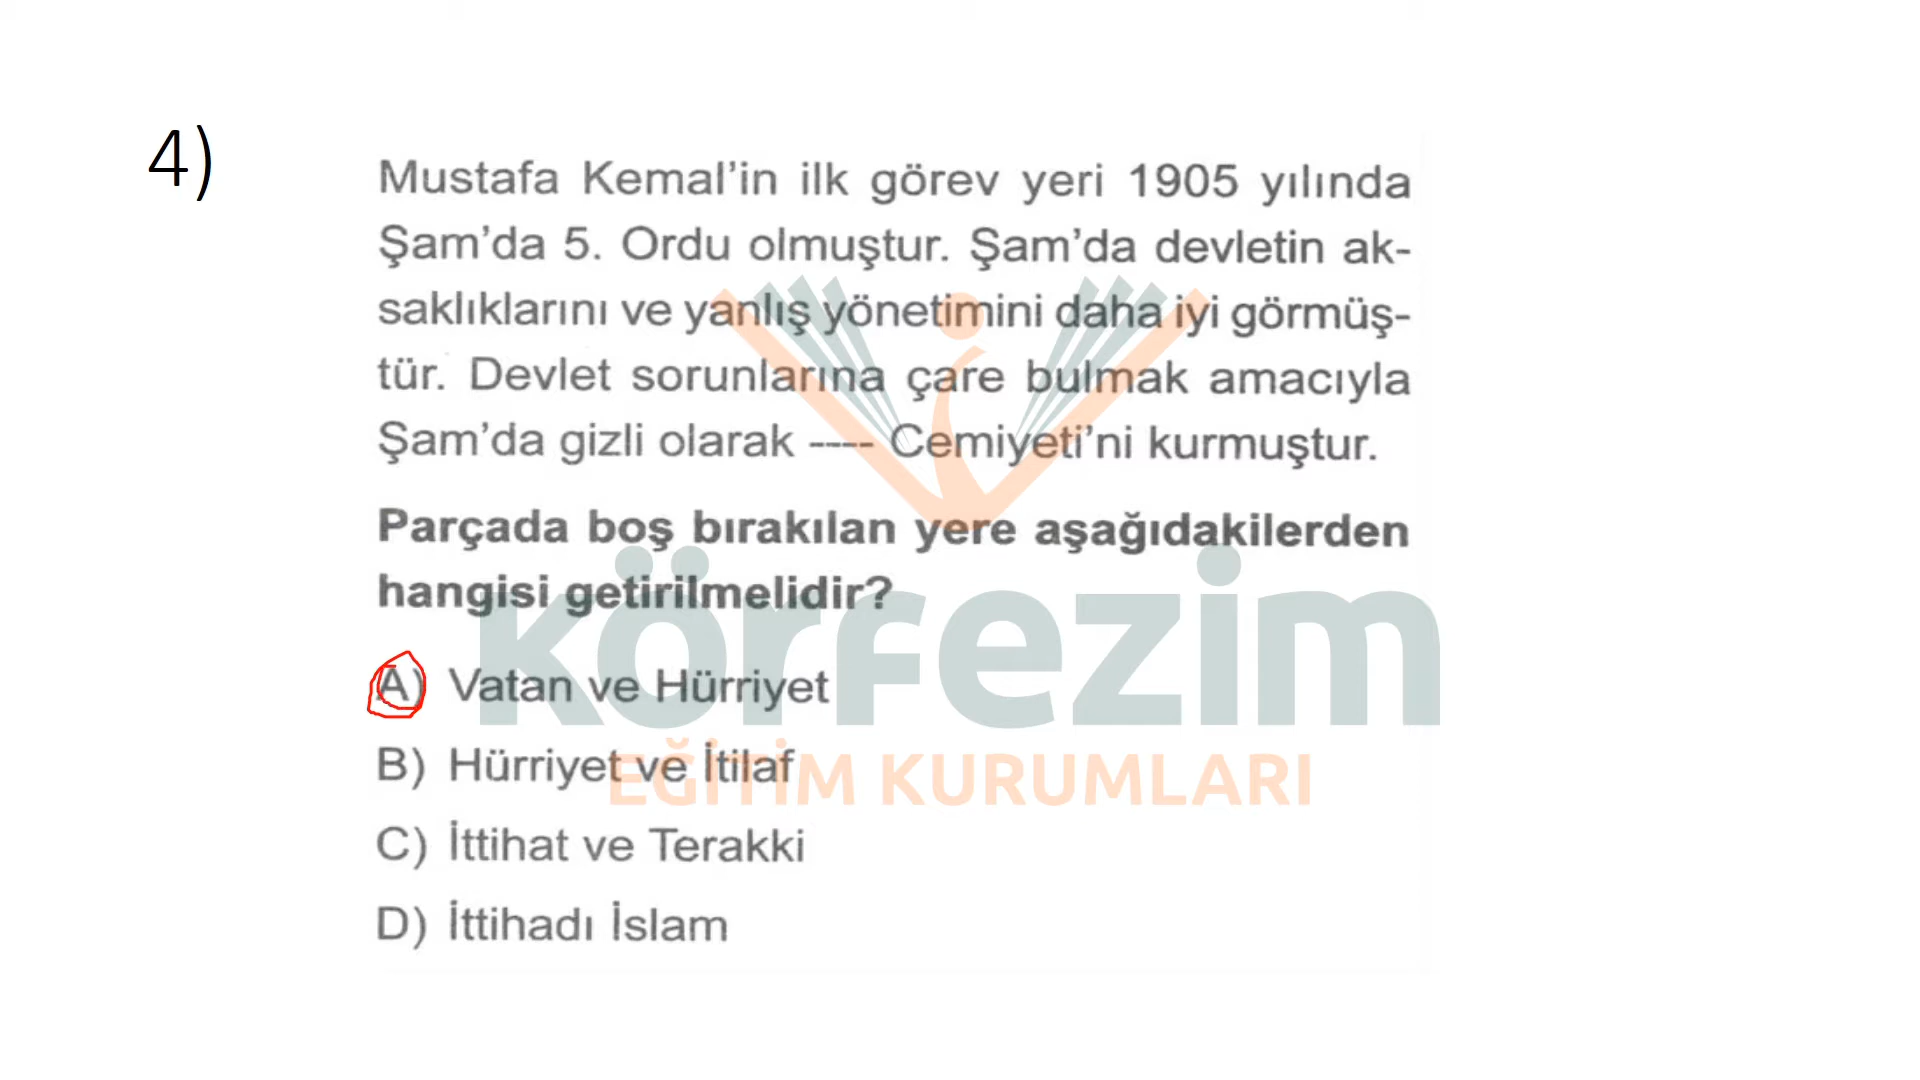 4)
Mustafa Kemal’in ilk görev yeri 1905 yılında
Şam’da 5. Ordu olmuştur. Şam’da devletin ak-
saklıklarını ve yanlış yönetimini daha iyi görmüş-
tür. Devlet sorunlarına çare bulmak amacıyla
Şam’da gizli olarak ---- Cemiyeti’ni kurmuştur.
Parçada boş bırakılan yere aşağıdakilerden
hangisi getirilmelidir?
körfezim
A) Vatan ve Hürriyet
B) Hürriyet ve İtilaf
EĞİTİM KURUMLARI
C) İttihat ve Terakki
D) İttihadı İslam